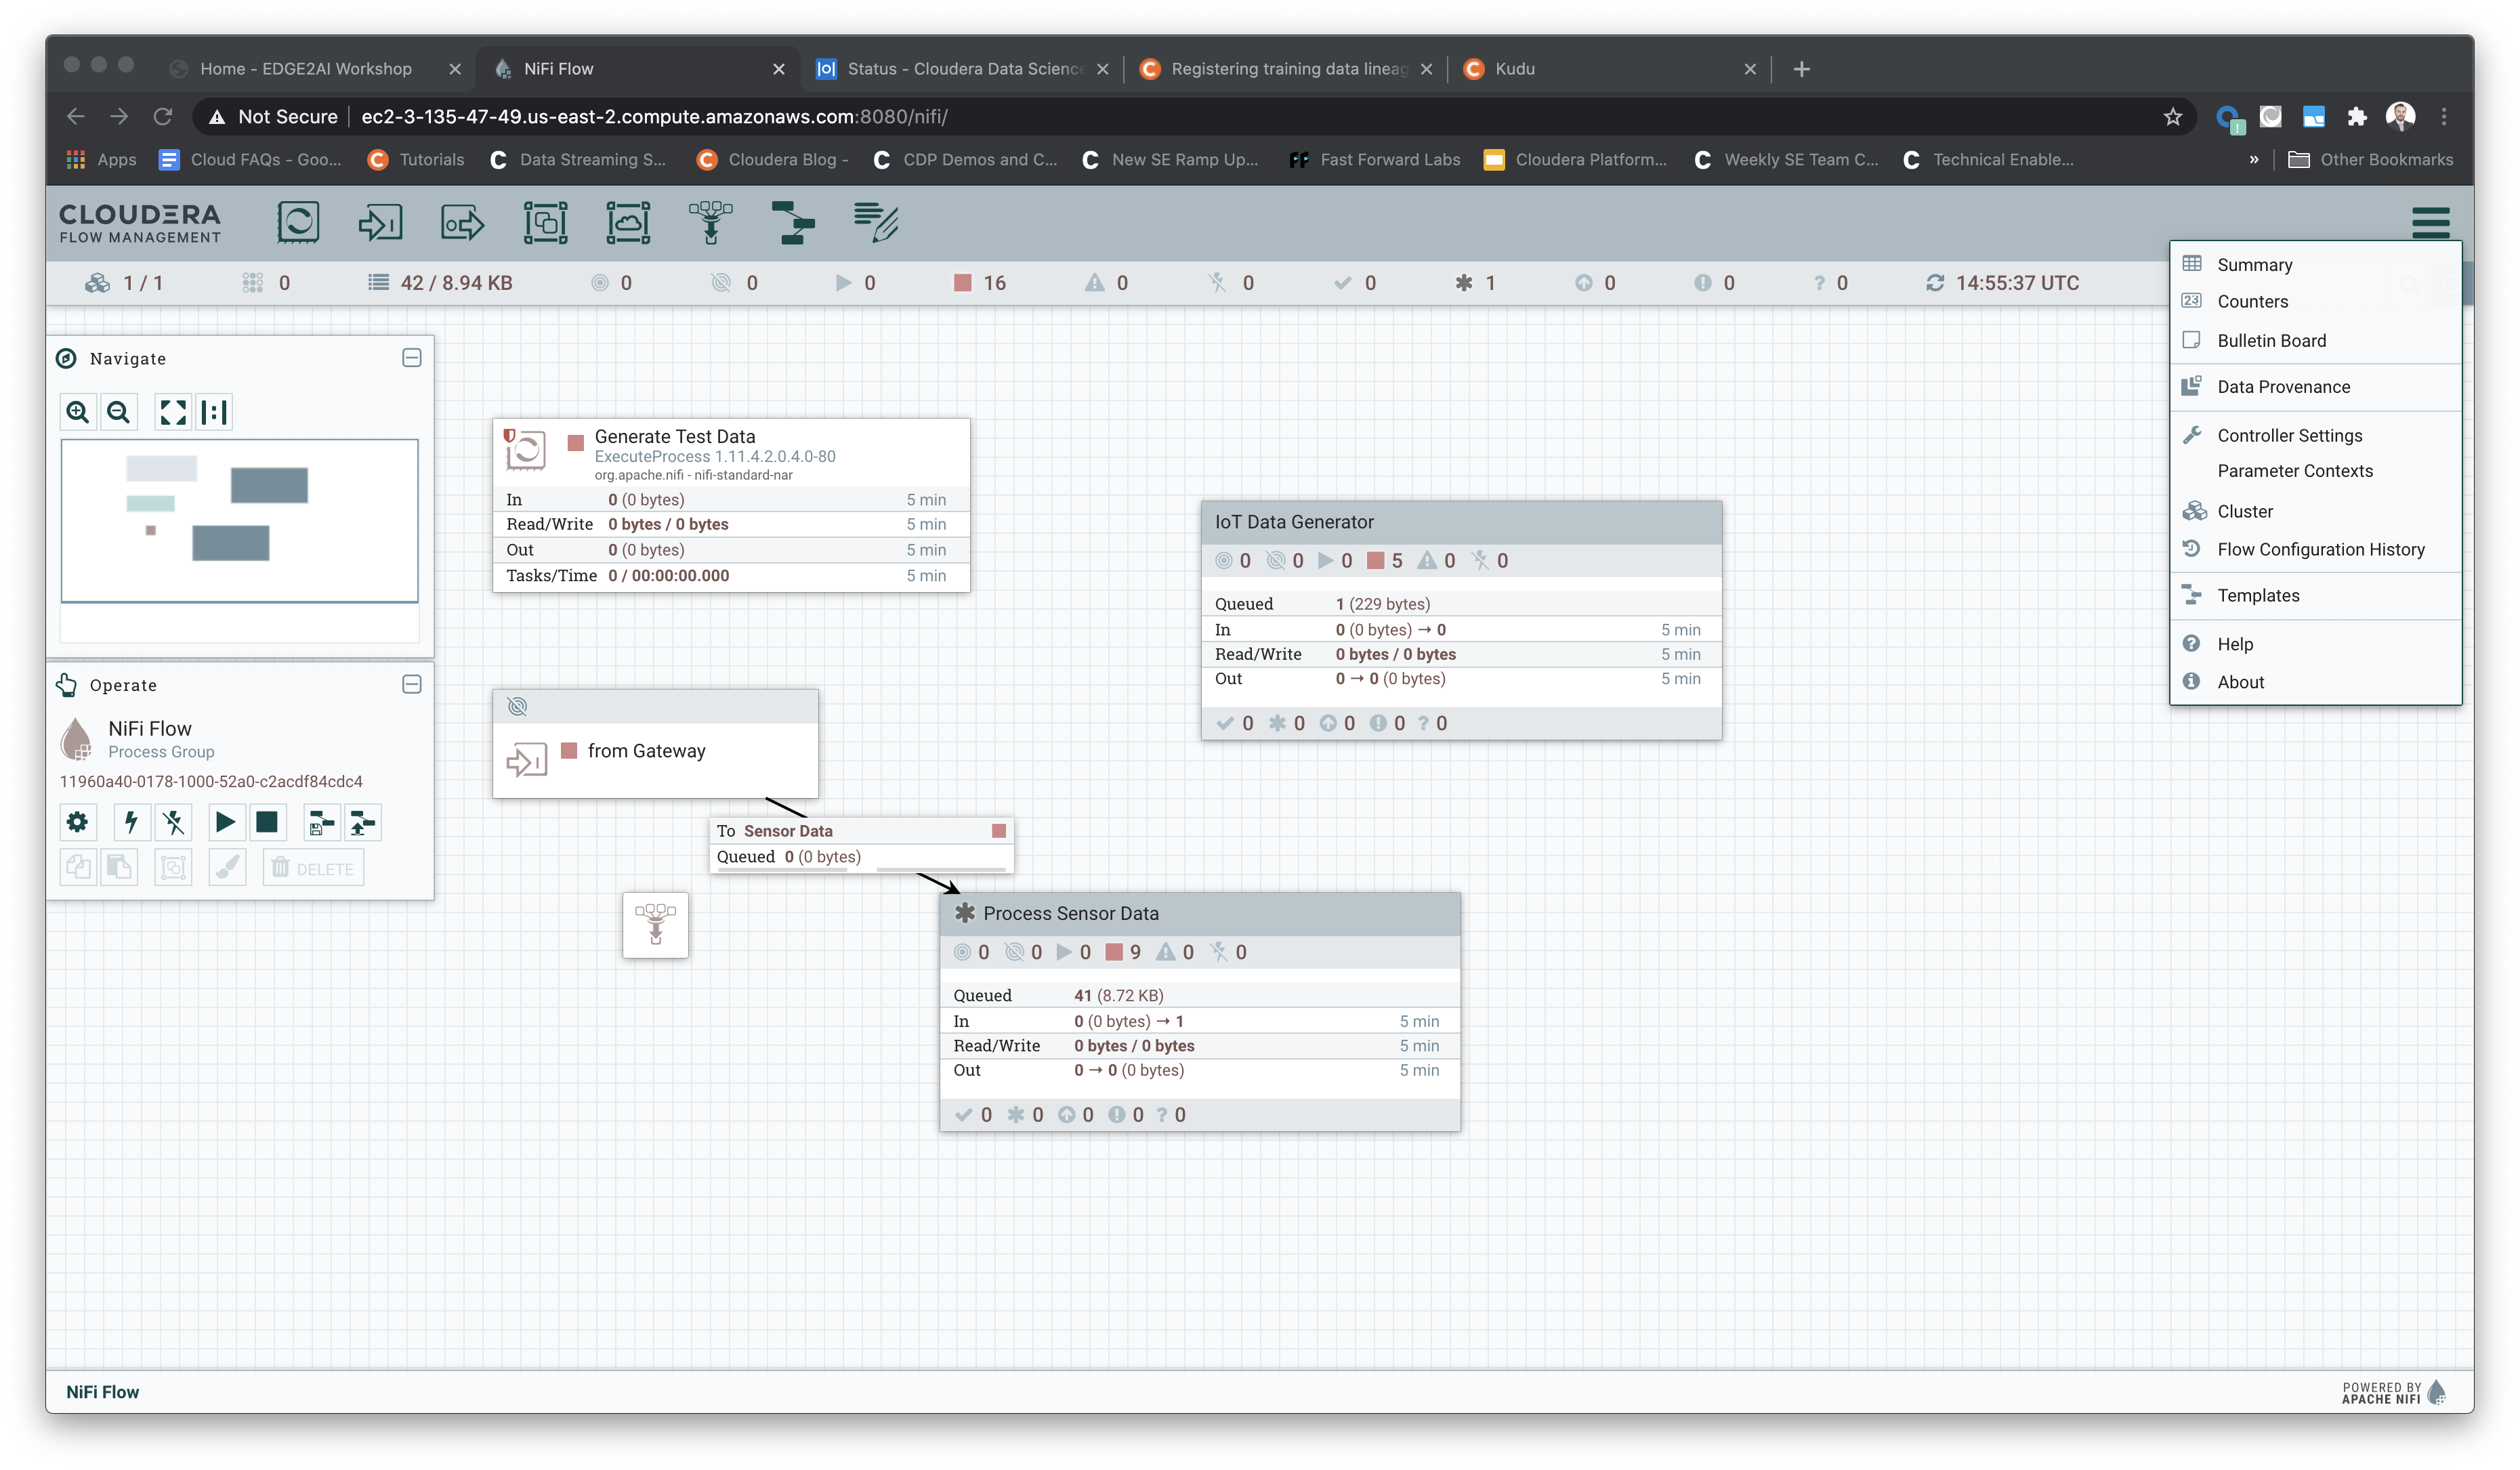 Home - EDGE2AI Workshop
NiFi Flow
Status - Cloudera Data Science
Registering training data lineag
Kudu
Not Secure
ec2-3-135-47-49.us-east-2.compute.amazonaws.com:8080/nifi/
Apps
Cloud FAQs - Goo...
Tutorials
Data Streaming S...
Cloudera Blog -
CDP Demos and C...
New SE Ramp Up...
FF Fast Forward Labs
Cloudera Platform...
Weekly SE Team C...
Technical Enable...
»
Other Bookmarks
CLOUDERA
FLOW MANAGEMENT
1 / 1
0
42 / 8.94 KB
0
0
0
16
0
0
0
1
0
0
? 0
14:55:37 UTC
Summary
Counters
Bulletin Board
Data Provenance
Controller Settings
Parameter Contexts
Cluster
Flow Configuration History
Templates
Help
About
Navigate
Operate
NiFi Flow
Process Group
11960a40-0178-1000-52a0-c2acdf84cdc4
DELETE
Generate Test Data
ExecuteProcess 1.11.4.2.0.4.0-80
org.apache.nifi - nifi-standard-nar
In 0 (0 bytes) 5 min
Read/Write 0 bytes / 0 bytes 5 min
Out 0 (0 bytes) 5 min
Tasks/Time 0 / 00:00:00.000 5 min
IoT Data Generator
0 0 0 5 0 0
Queued 1 (229 bytes)
In 0 (0 bytes) → 0 5 min
Read/Write 0 bytes / 0 bytes 5 min
Out 0 → 0 (0 bytes) 5 min
0 0 0 0 ? 0
from Gateway
To Sensor Data
Queued 0 (0 bytes)
Process Sensor Data
0 0 0 9 0 0
Queued 41 (8.72 KB)
In 0 (0 bytes) → 1 5 min
Read/Write 0 bytes / 0 bytes 5 min
Out 0 → 0 (0 bytes) 5 min
0 0 0 0 ? 0
NiFi Flow
POWERED BY
APACHE NIFI